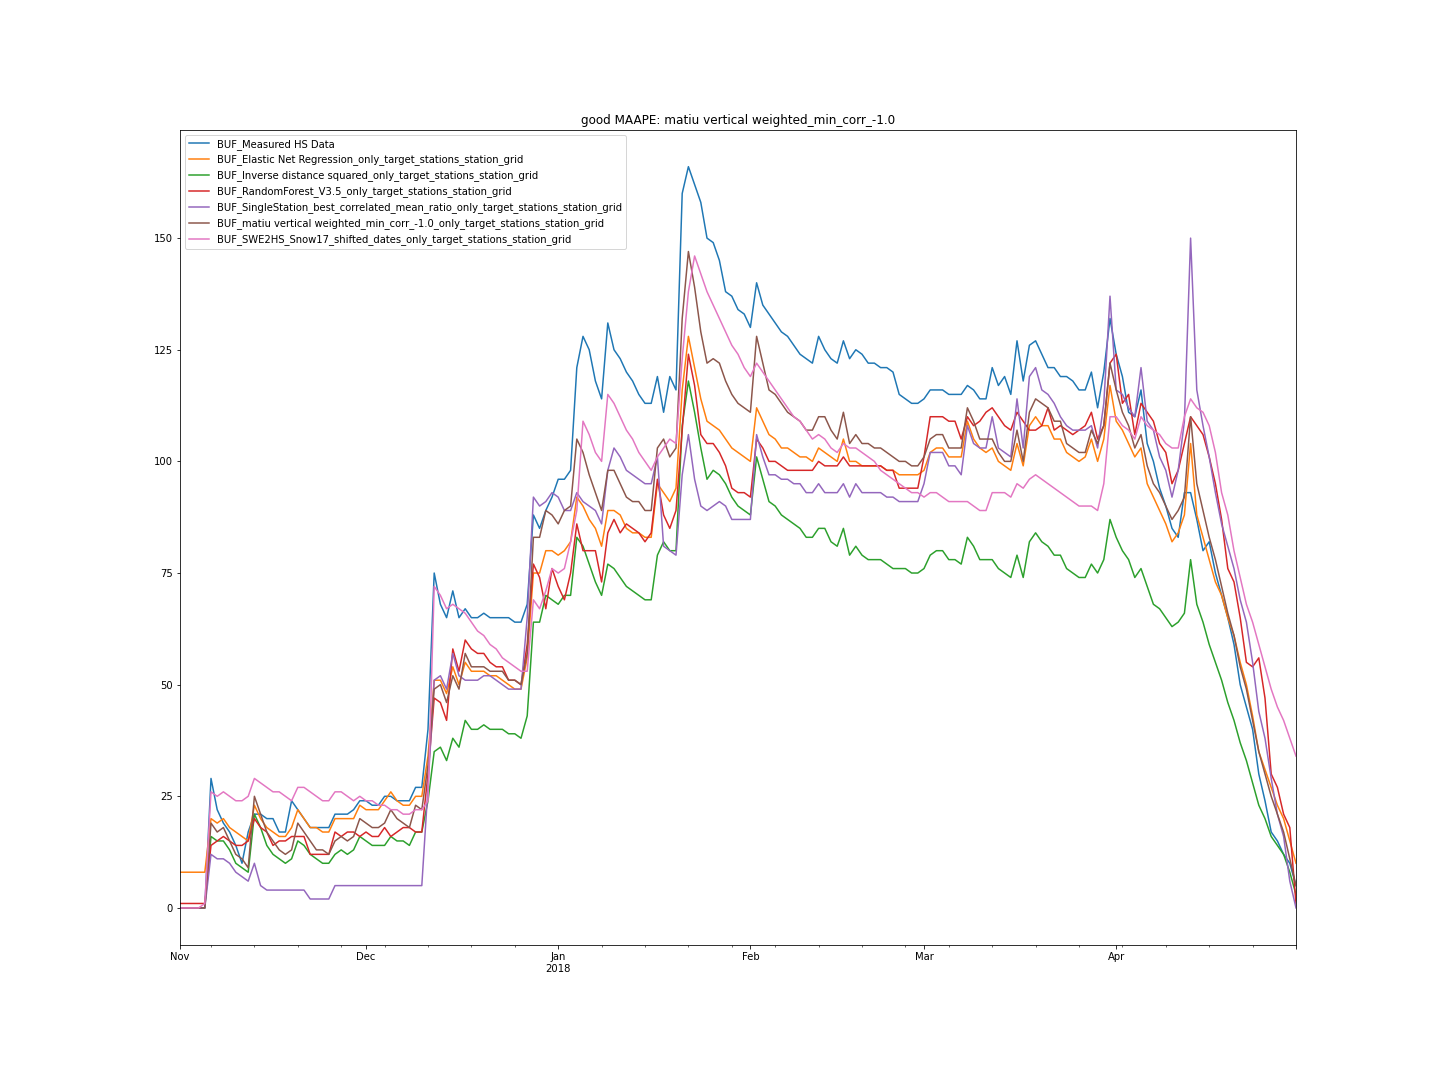 good MAAPE: matiu vertical weighted_min_corr_-1.0
BUF_Measured HS Data
BUF_Elastic Net Regression_only_target_stations_station_grid
BUF_Inverse distance squared_only_target_stations_station_grid
BUF_RandomForest_V3.5_only_target_stations_station_grid
BUF_SingleStation_best_correlated_mean_ratio_only_target_stations_station_grid
BUF_matiu vertical weighted_min_corr_-1.0_only_target_stations_station_grid
BUF_SWE2HS_Snow17_shifted_dates_only_target_stations_station_grid
150
125
100
75
50
25
0
Nov Dec Jan Feb Mar Apr
2018